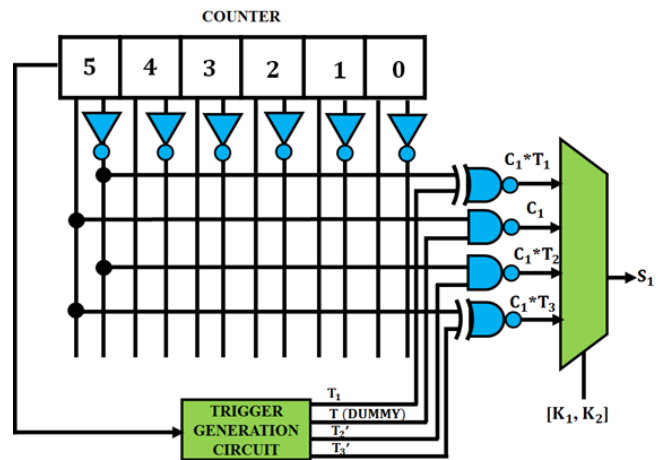 COUNTER
5 4 3 2 1 0
C₁*T₁
C₁
C₁*T₂
C₁*T₃
S₁
[K₁, K₂]
TRIGGER
GENERATION
CIRCUIT
T₁
T (DUMMY)
T₂'
T₃'